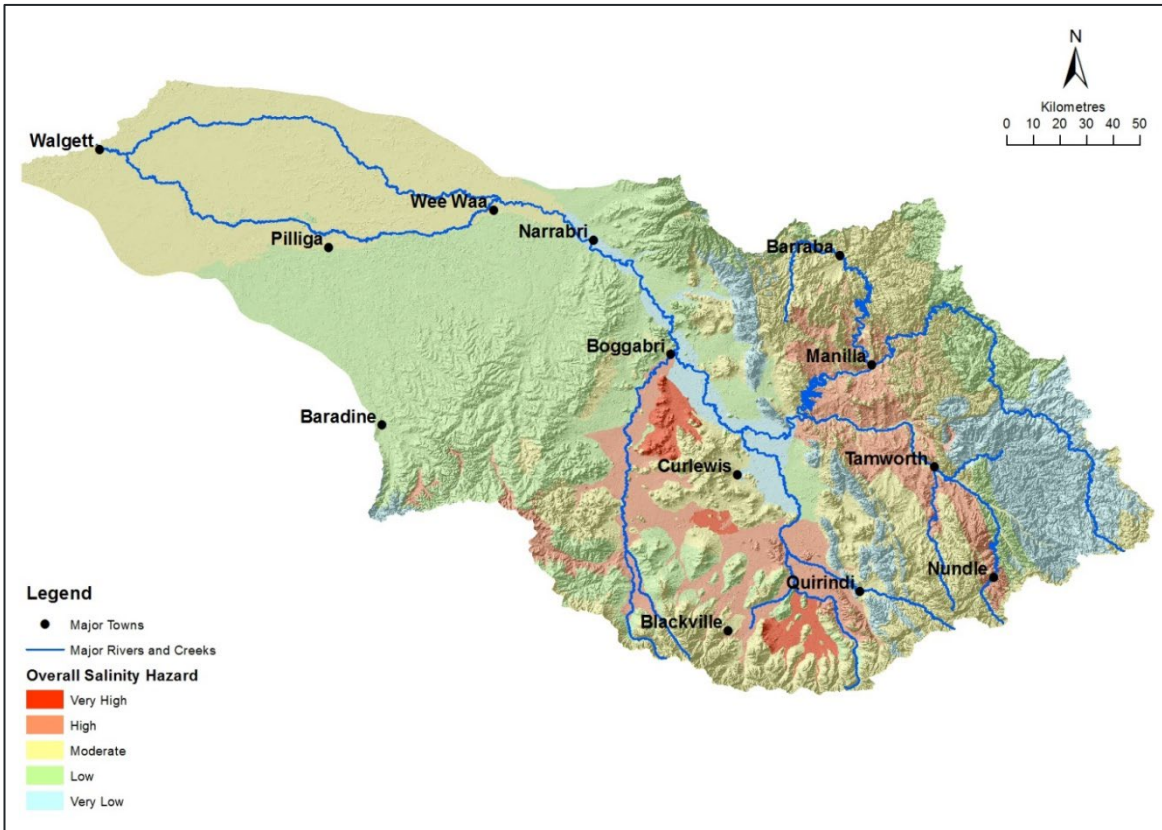 N
Kilometres
0 10 20 30 40 50
Walgett
Wee Waa
Pilliga
Narrabri
Barraba
Boggabri
Manilla
Baradine
Curlewis
Tamworth
Nundle
Quirindi
Blackville
Legend
Major Towns
Major Rivers and Creeks
Overall Salinity Hazard
Very High
High
Moderate
Low
Very Low